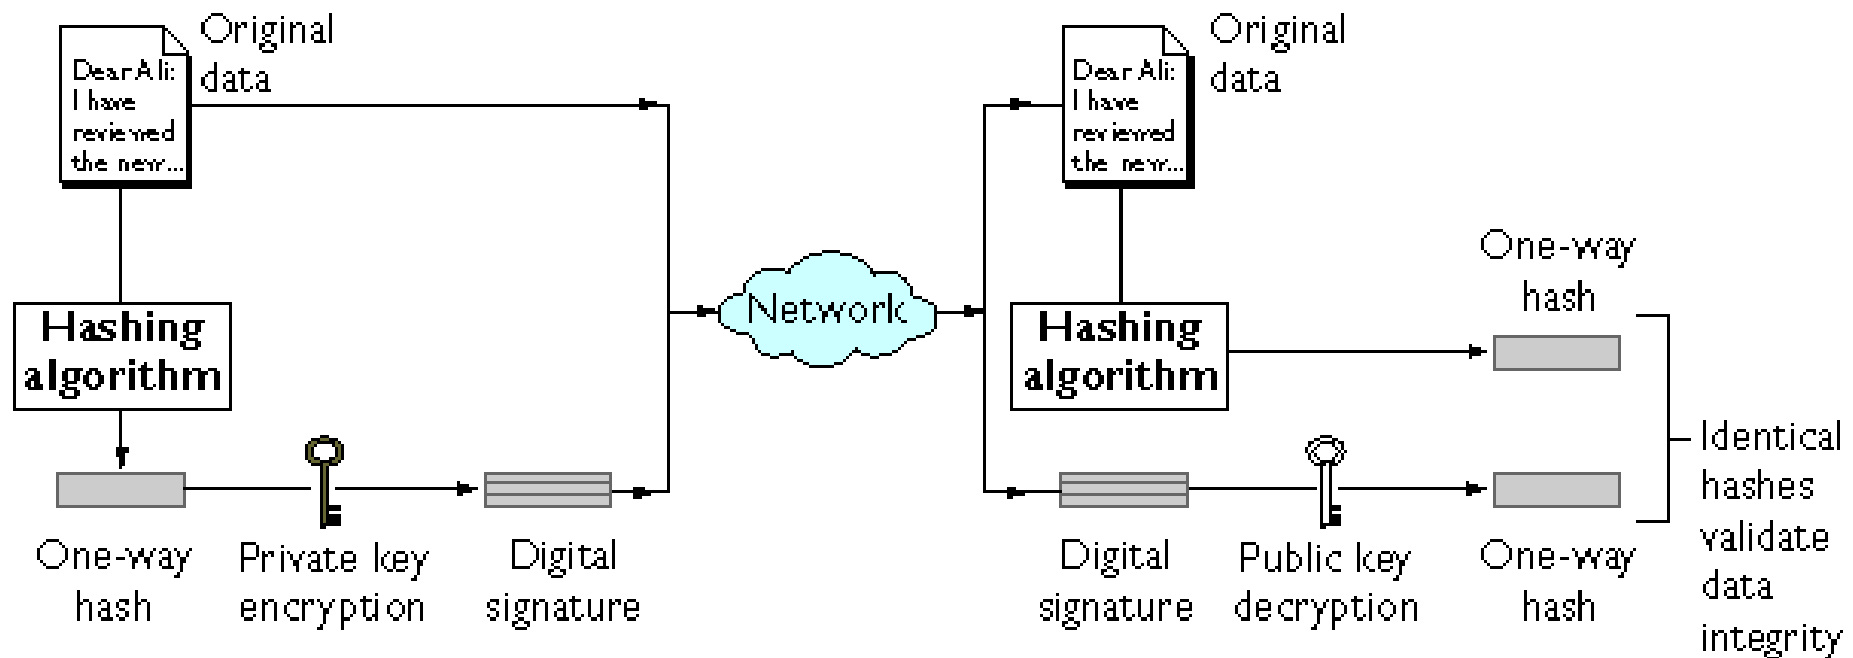 Original
data
Dear Ali:
I have
reviewed
the new...
Hashing
algorithm
One-way
hash
Private key
encryption
Digital
signature
Network
Original
data
Dear Ali:
I have
reviewed
the new...
Hashing
algorithm
One-way
hash
Digital
signature
Public key
decryption
One-way
hash
Identical
hashes
validate
data
integrity